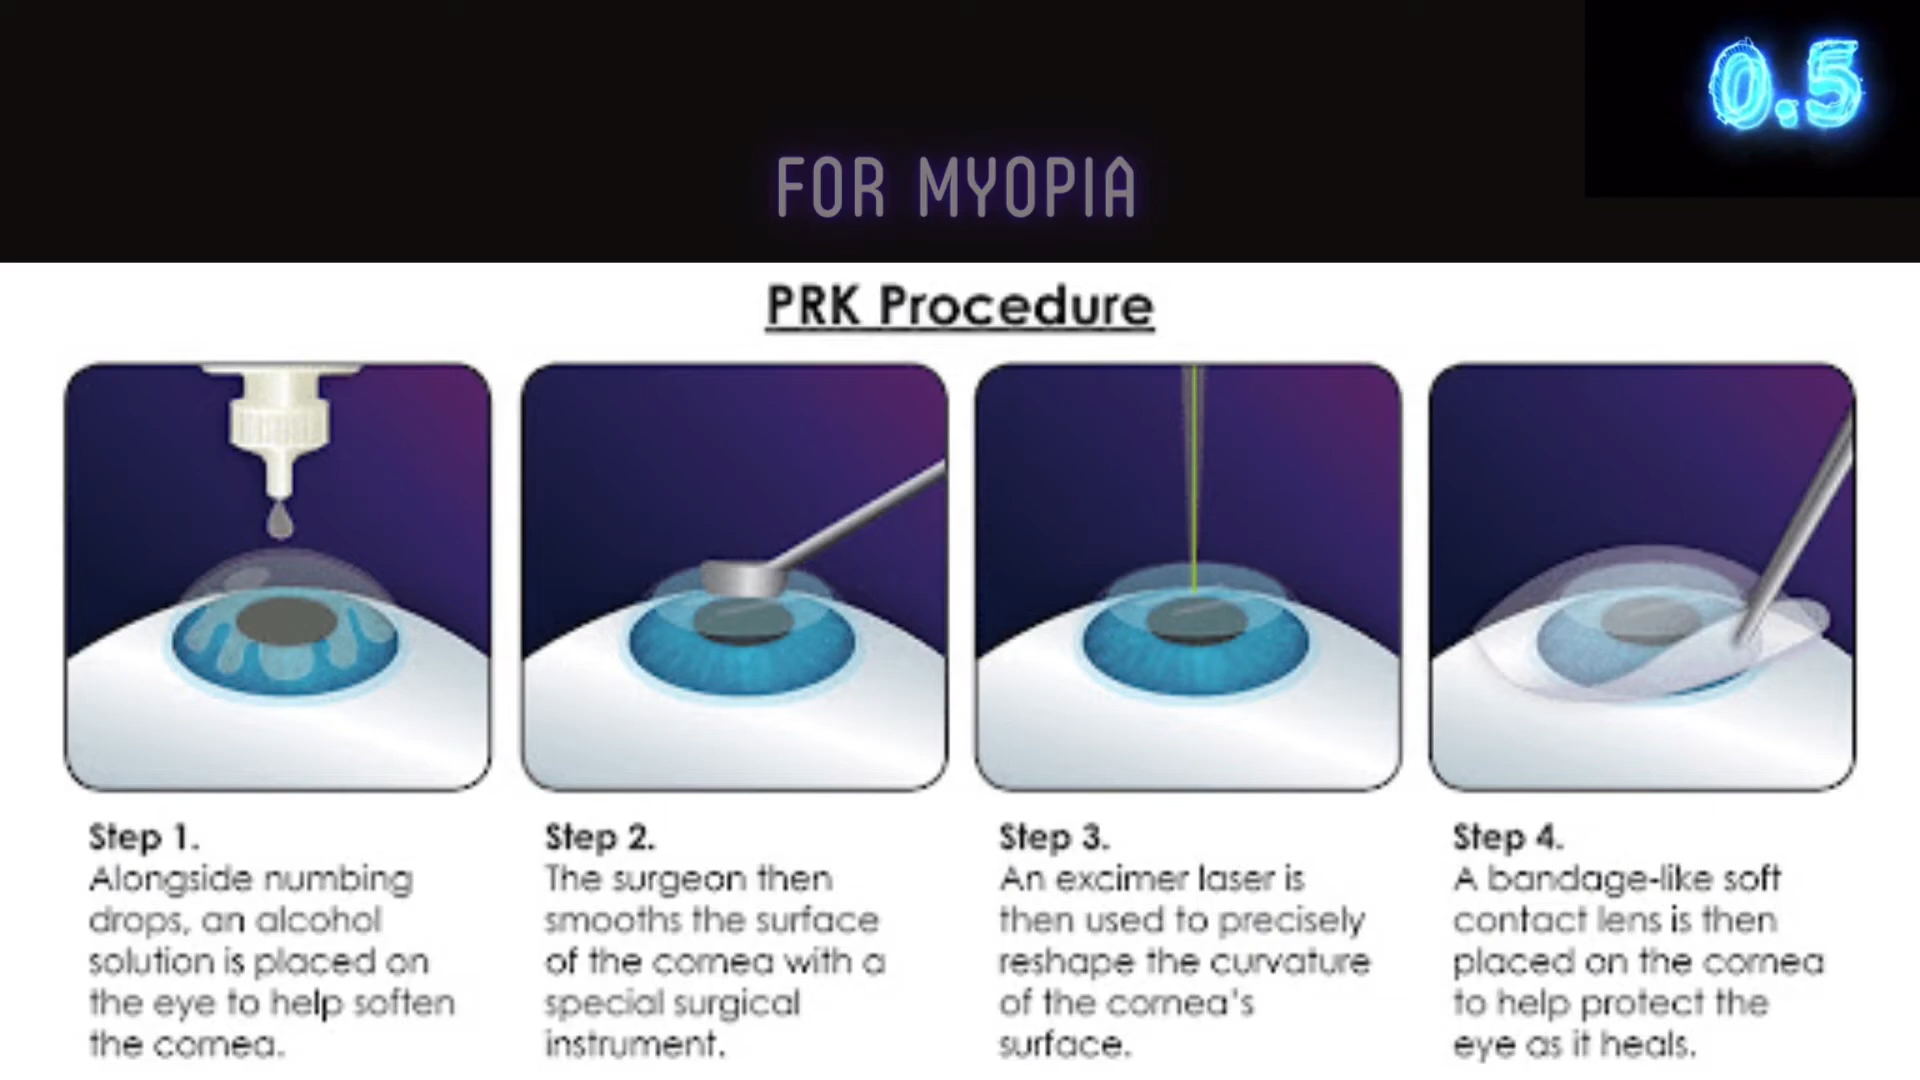 0.5
FOR MYOPIA
PRK Procedure
Step 1.
Alongside numbing
drops, an alcohol
solution is placed on
the eye to help soften
the cornea.
Step 2.
The surgeon then
smooths the surface
of the cornea with a
special surgical
instrument.
Step 3.
An excimer laser is
then used to precisely
reshape the curvature
of the cornea's
surface.
Step 4.
A bandage-like soft
contact lens is then
placed on the cornea
to help protect the
eye as it heals.